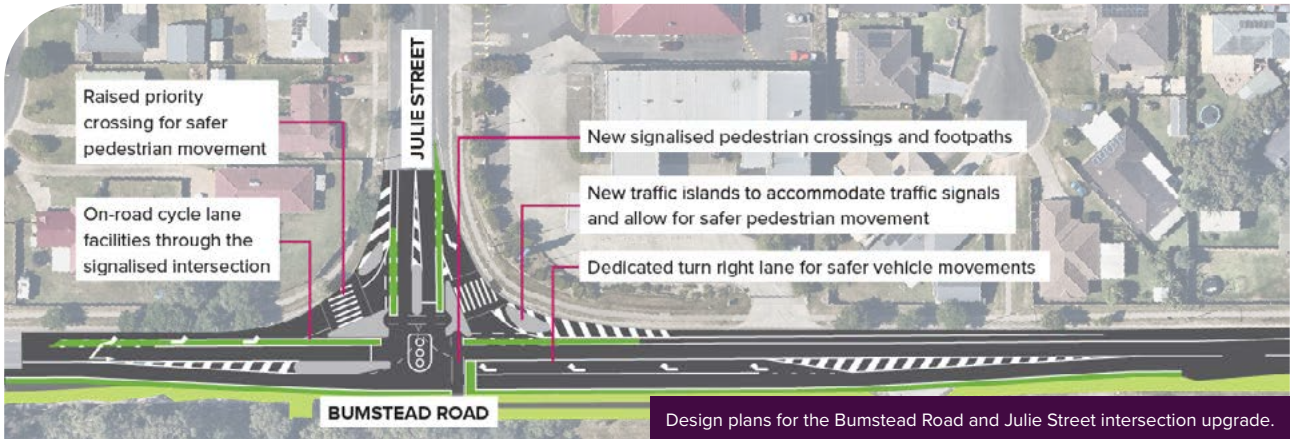 JULIE STREET
Raised priority
crossing for safer
pedestrian movement
On-road cycle lane
facilities through the
signalised intersection
New signalised pedestrian crossings and footpaths
New traffic islands to accommodate traffic signals
and allow for safer pedestrian movement
Dedicated turn right lane for safer vehicle movements
BUMSTEAD ROAD
Design plans for the Bumstead Road and Julie Street intersection upgrade.